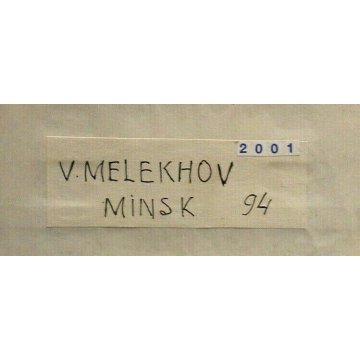 2001
V. MELEKHOV
MINSK 94